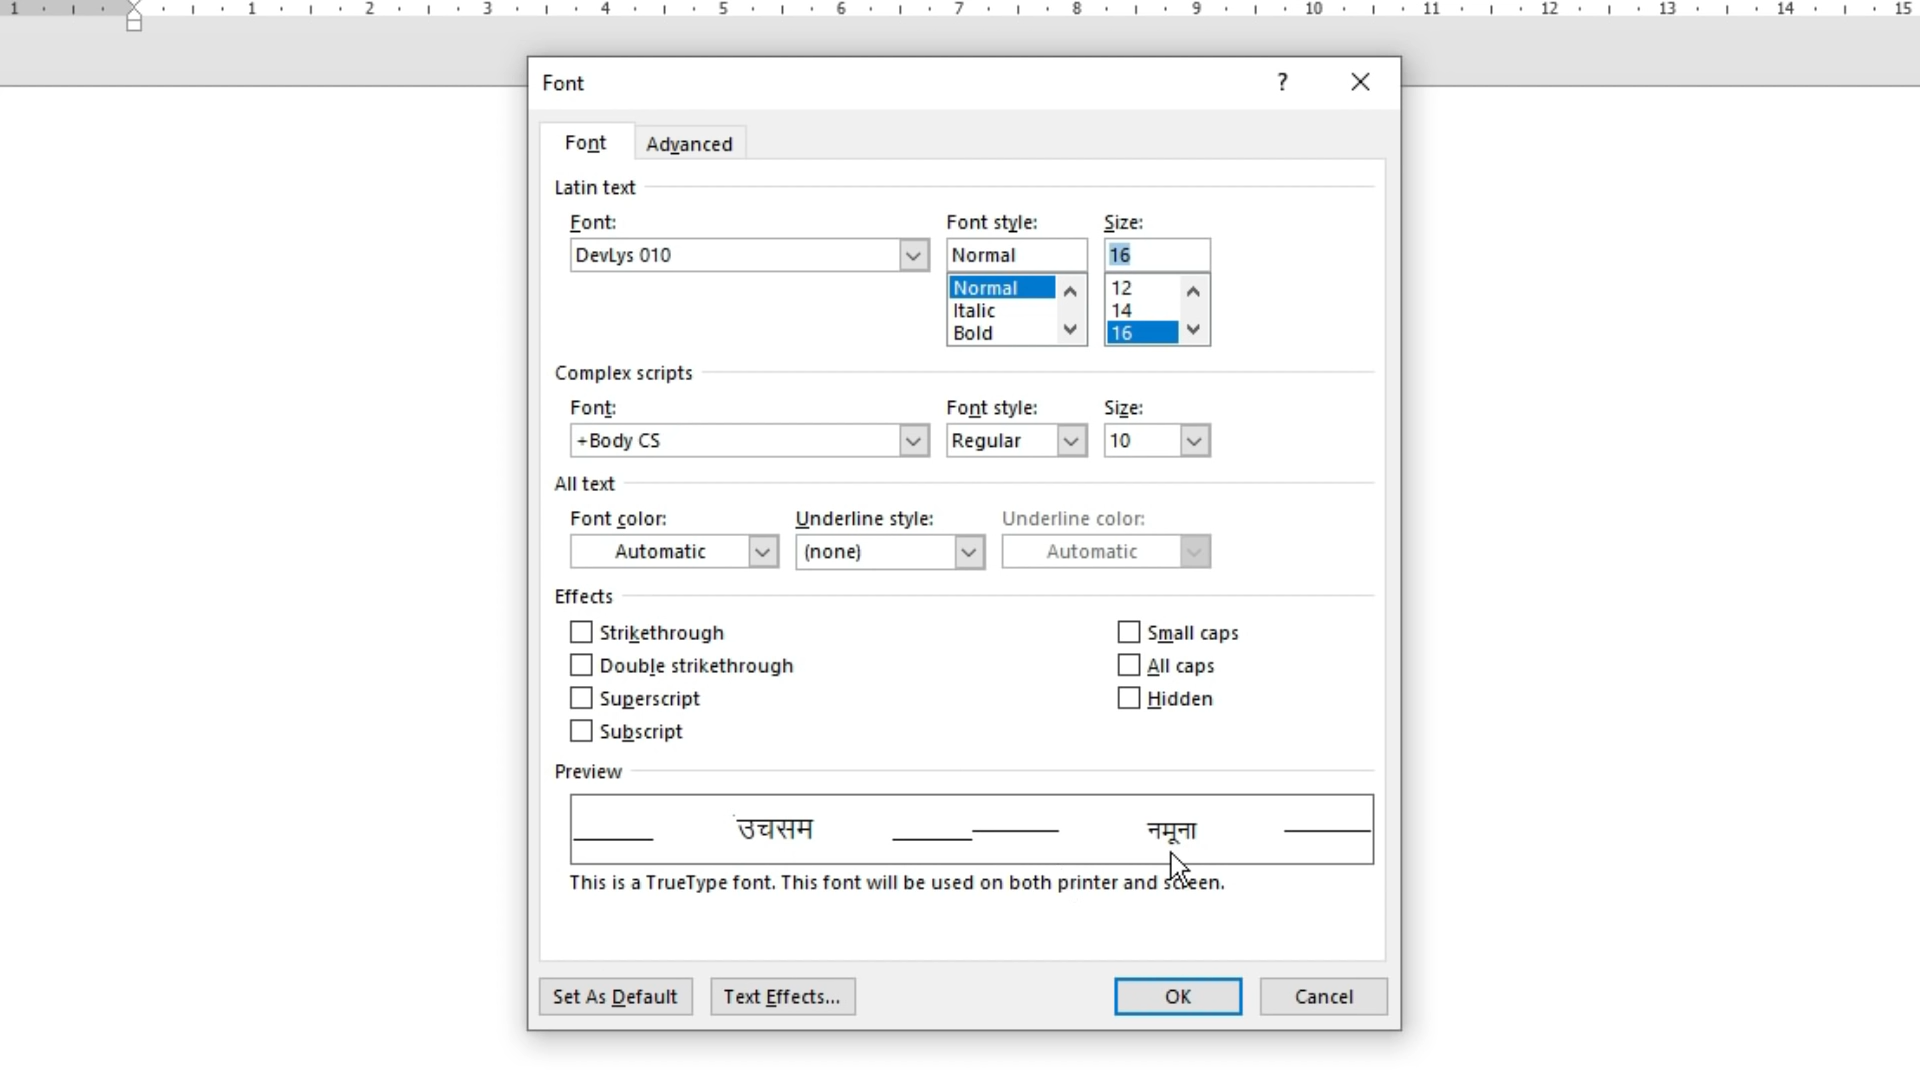 1 1 2 3 4 5 6 7 8 9 10 11 12 13 14 15
Font ?
Font Advanced
Latin text
Font: Font style: Size:
DevLys 010 Normal 16
Normal 12
Italic 14
Bold 16
Complex scripts
Font: Font style: Size:
+Body CS Regular 10
All text
Font color: Underline style: Underline color:
Automatic (none) Automatic
Effects
Strikethrough Small caps
Double strikethrough All caps
Superscript Hidden
Subscript
Preview
उचसम नमूना
This is a TrueType font. This font will be used on both printer and screen.
Set As Default Text Effects... OK Cancel